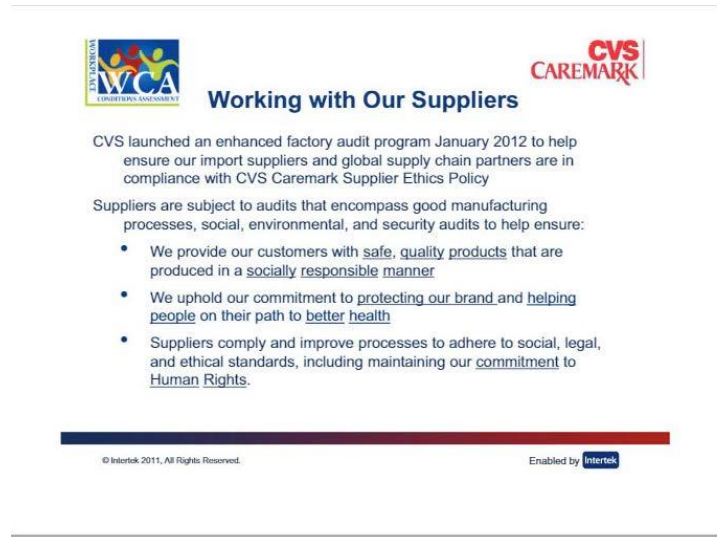 WORKPLACE
WCA
CONDITIONS ASSESSMENT
CVS
CAREMARK
Working with Our Suppliers
CVS launched an enhanced factory audit program January 2012 to help
ensure our import suppliers and global supply chain partners are in
compliance with CVS Caremark Supplier Ethics Policy
Suppliers are subject to audits that encompass good manufacturing
processes, social, environmental, and security audits to help ensure:
• We provide our customers with safe, quality products that are
produced in a socially responsible manner
• We uphold our commitment to protecting our brand and helping
people on their path to better health
• Suppliers comply and improve processes to adhere to social, legal,
and ethical standards, including maintaining our commitment to
Human Rights.
© Intertek 2011, All Rights Reserved.
Enabled by Intertek